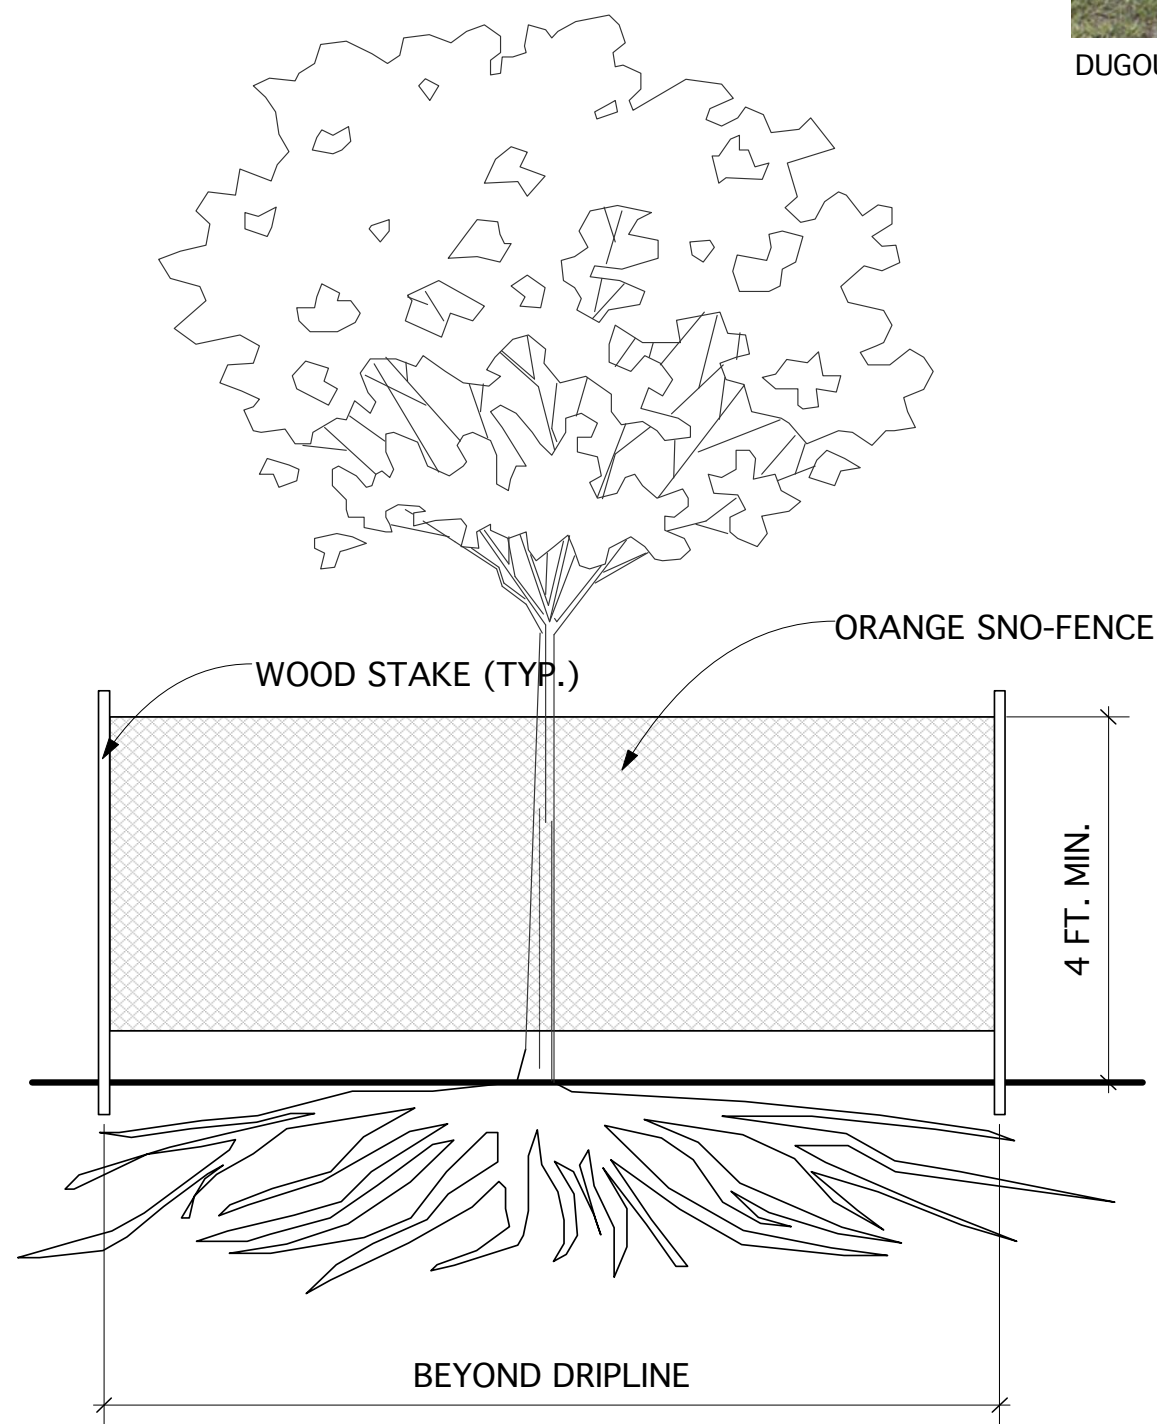 DUGOU
ORANGE SNO-FENCE
WOOD STAKE (TYP.)
4 FT. MIN.
BEYOND DRIPLINE